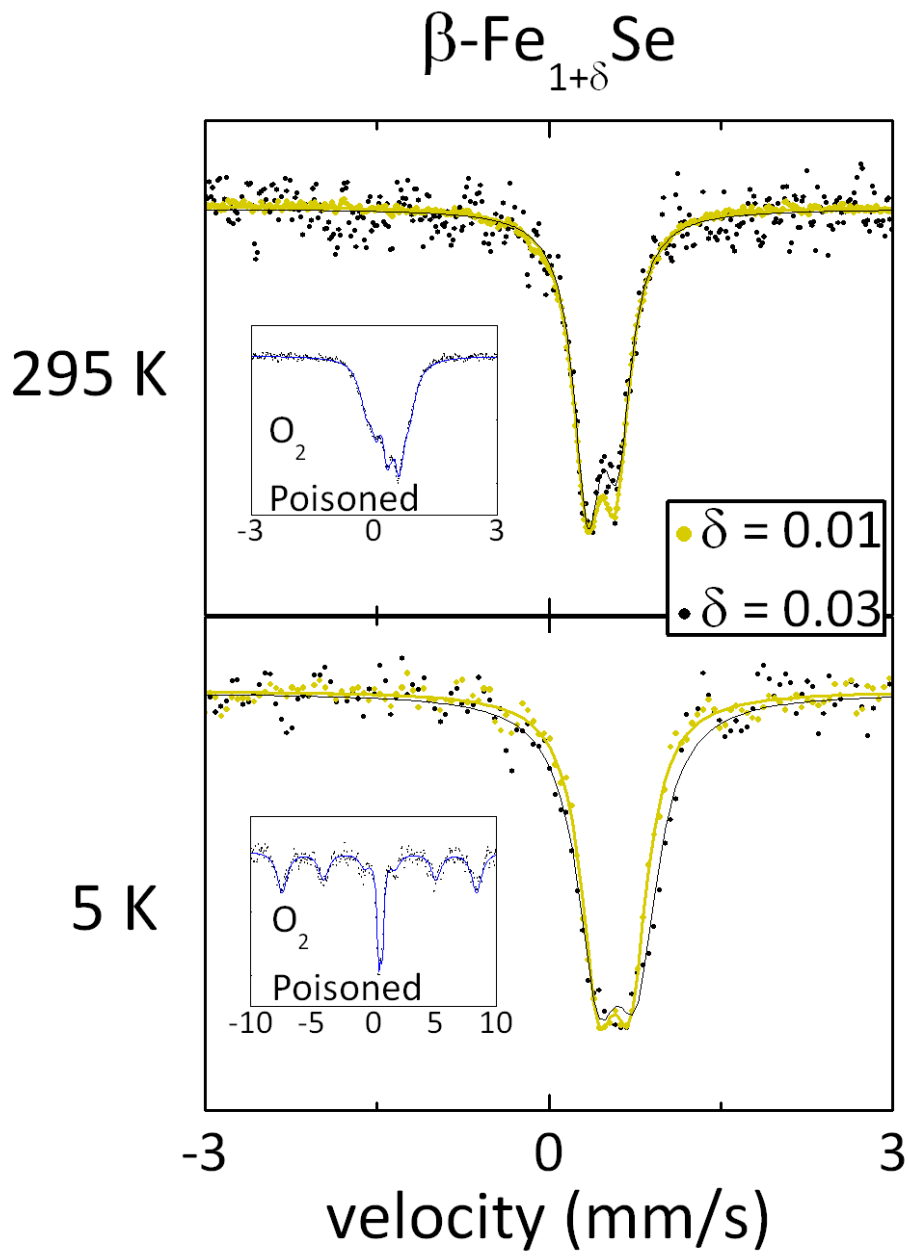 β-Fe₁₊δSe
295 K
O₂
Poisoned
-3 0 3
δ = 0.01
δ = 0.03
5 K
O₂
Poisoned
-10 -5 0 5 10
-3 0 3
velocity (mm/s)